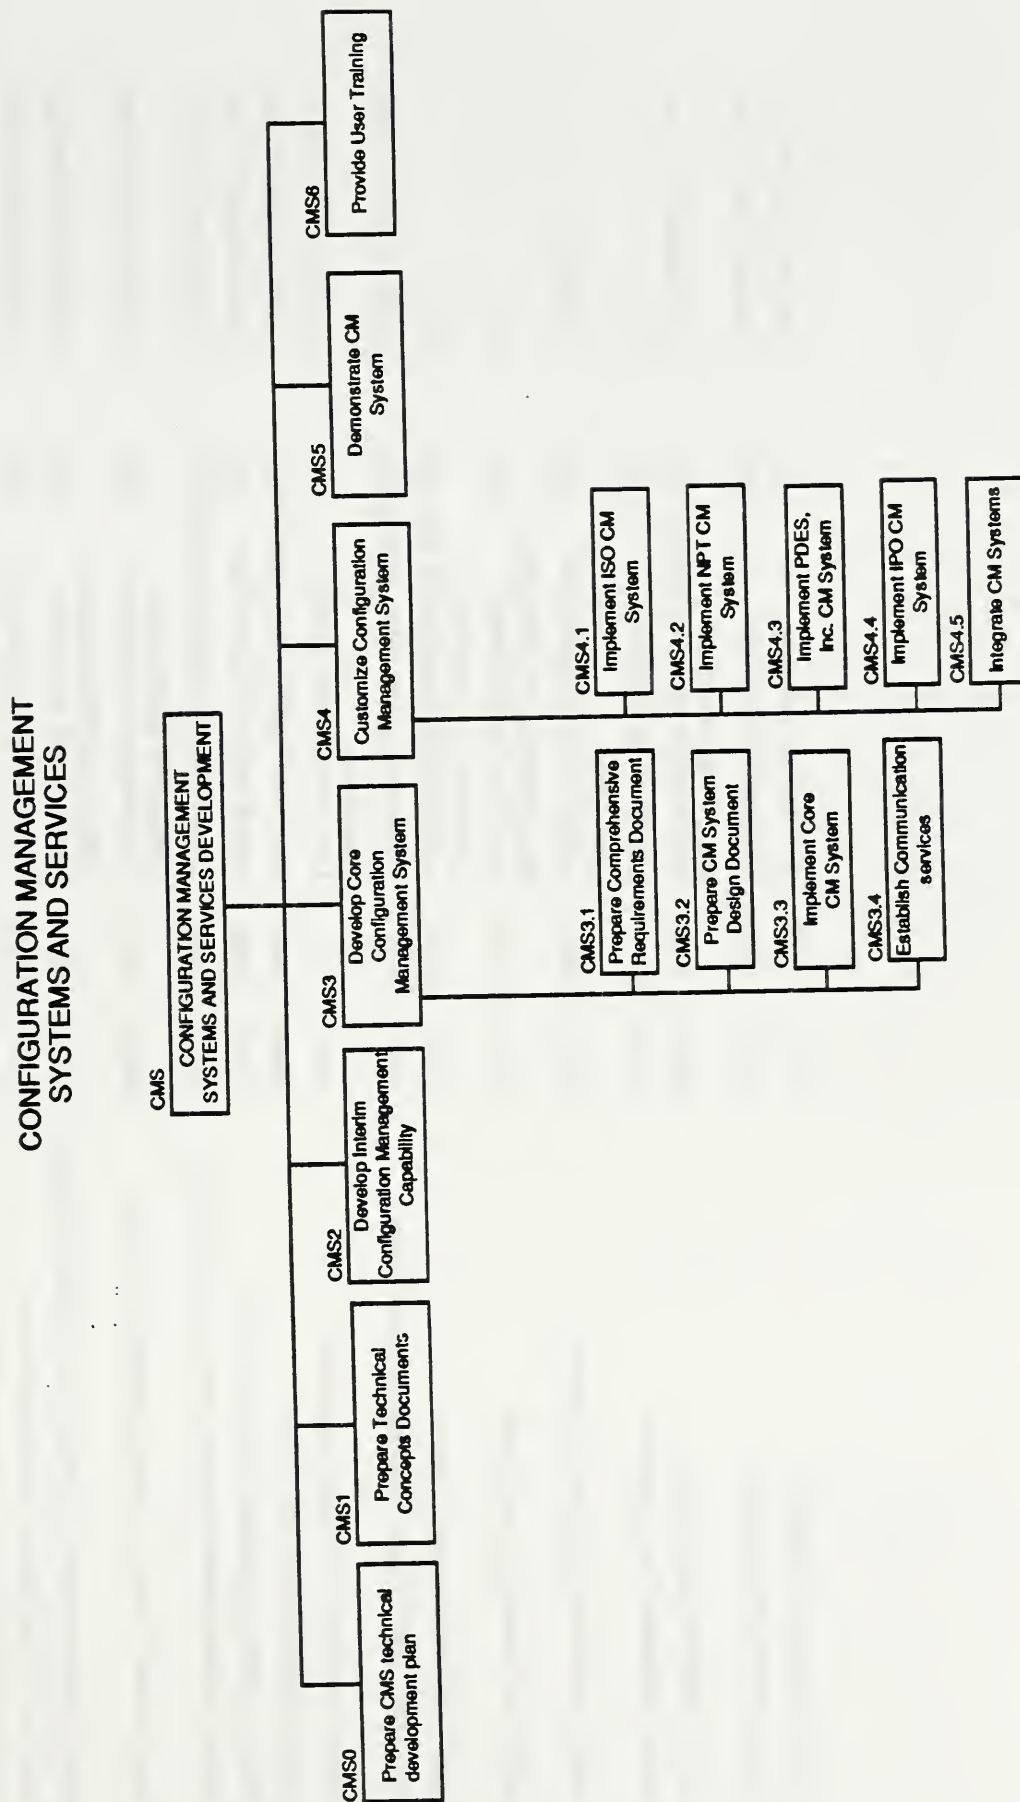 CONFIGURATION MANAGEMENT
SYSTEMS AND SERVICES
CMS
CONFIGURATION MANAGEMENT
SYSTEMS AND SERVICES DEVELOPMENT
CMS0
Prepare CMS technical
development plan
CMS1
Prepare Technical
Concepts Documents
CMS2
Develop Interim
Configuration Management
Capability
CMS3
Develop Core
Configuration
Management System
CMS4
Customize Configuration
Management System
CMS5
Demonstrate CM
System
CMS6
Provide User Training
CMS3.1
Prepare Comprehensive
Requirements Document
CMS3.2
Prepare CM System
Design Document
CMS3.3
Implement Core
CM System
CMS3.4
Establish Communication
services
CMS4.1
Implement ISO CM
System
CMS4.2
Implement NPT CM
System
CMS4.3
Implement PDES,
Inc. CM System
CMS4.4
Implement IPO CM
System
CMS4.5
Integrate CM Systems